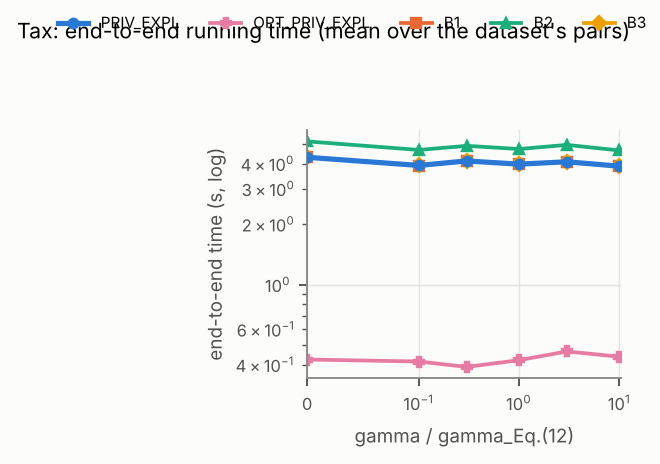 PRIV_EXPL OPT_PRIV_EXPL B1 B2 B3
Tax: end-to-end running time (mean over the dataset's pairs)
end-to-end time (s, log)
4 × 10⁰
3 × 10⁰
2 × 10⁰
10⁰
6 × 10⁻¹
4 × 10⁻¹
0 10⁻¹ 10⁰ 10¹
gamma / gamma_Eq.(12)